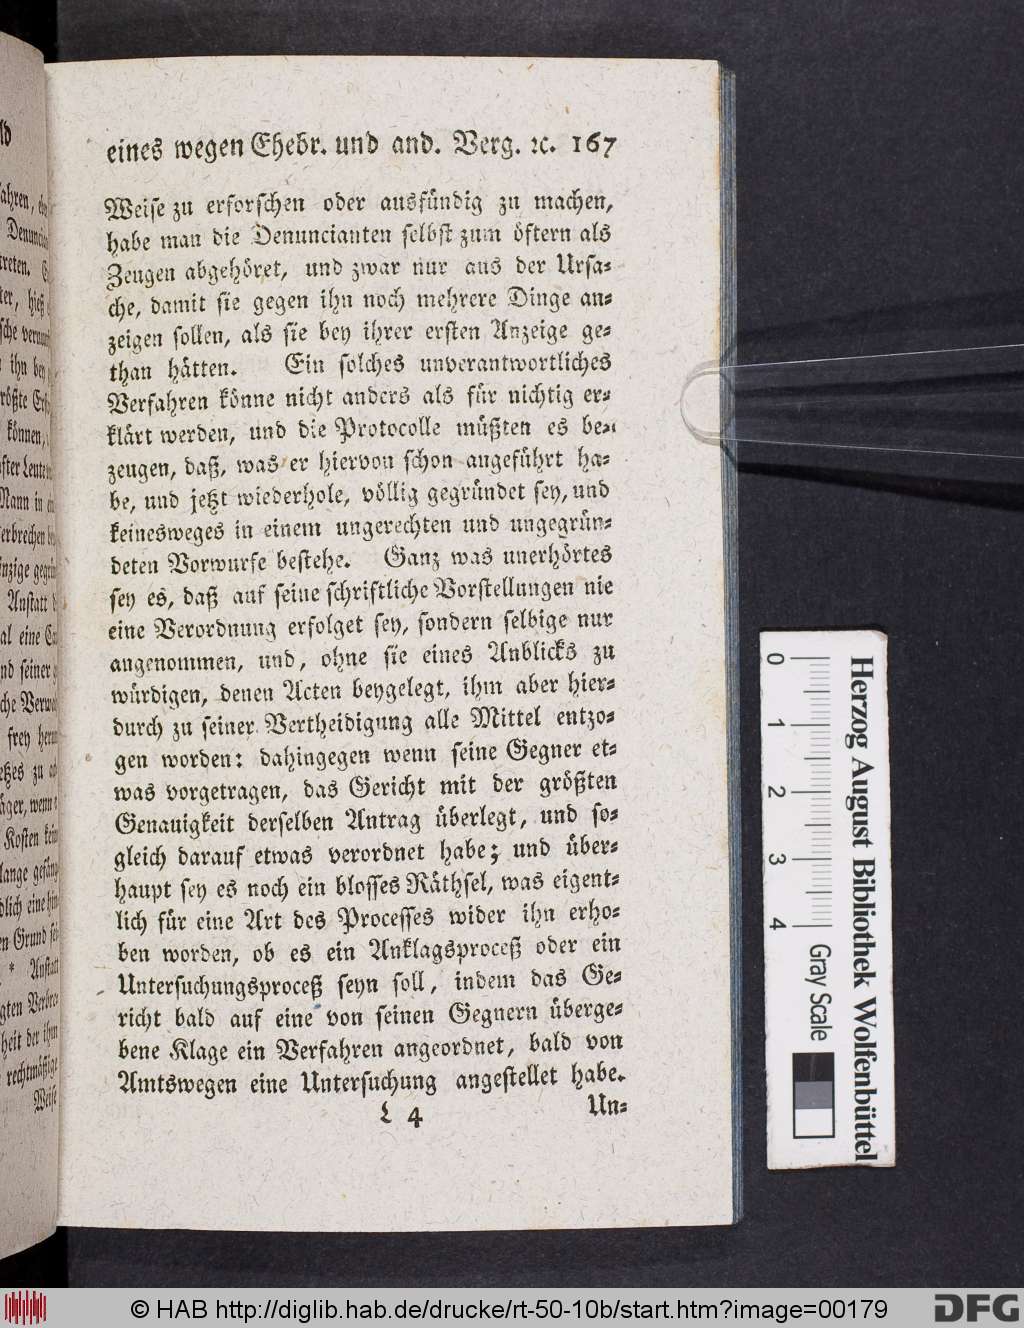 eines wegen Ehebr. und and. Verg. ꝛc. 167
Weise zu erforschen oder ausfündig zu machen,
habe man die Denuncianten selbst zum öftern als
Zeugen abgehöret, und zwar nur aus der Ursa-
che, damit sie gegen ihn noch mehrere Dinge an-
zeigen sollen, als sie bey ihrer ersten Anzeige ge-
than hätten. Ein solches unverantwortliches
Verfahren könne nicht anders als für nichtig er-
klärt werden, und die Protocolle müßten es be-
zeugen, daß, was er hiervon schon angeführt ha-
be, und jetzt wiederhole, völlig gegründet sey, und
keinesweges in einem ungerechten und ungegrün-
deten Vorwurfe bestehe. Ganz was unerhörtes
sey es, daß auf seine schriftliche Vorstellungen nie
eine Verordnung erfolget sey, sondern selbige nur
angenommen, und, ohne sie eines Anblicks zu
würdigen, denen Acten beygelegt, ihm aber hier-
durch zu seiner Vertheidigung alle Mittel entzo-
gen worden: dahingegen wenn seine Gegner et-
was vorgetragen, das Gericht mit der größten
Genauigkeit derselben Antrag überlegt, und so-
gleich darauf etwas verordnet habe; und über-
haupt sey es noch ein blosses Räthsel, was eigent-
lich für eine Art des Processes wider ihn erho-
ben worden, ob es ein Anklagsproceß oder ein
Untersuchungsproceß seyn soll, indem das Ge-
richt bald auf eine von seinen Gegnern überge-
bene Klage ein Verfahren angeordnet, bald von
Amtswegen eine Untersuchung angestellet habe.
L 4
Un-
0 1 2 3 4
Gray Scale
Herzog August Bibliothek Wolfenbüttel
© HAB http://diglib.hab.de/drucke/rt-50-10b/start.htm?image=00179
DFG